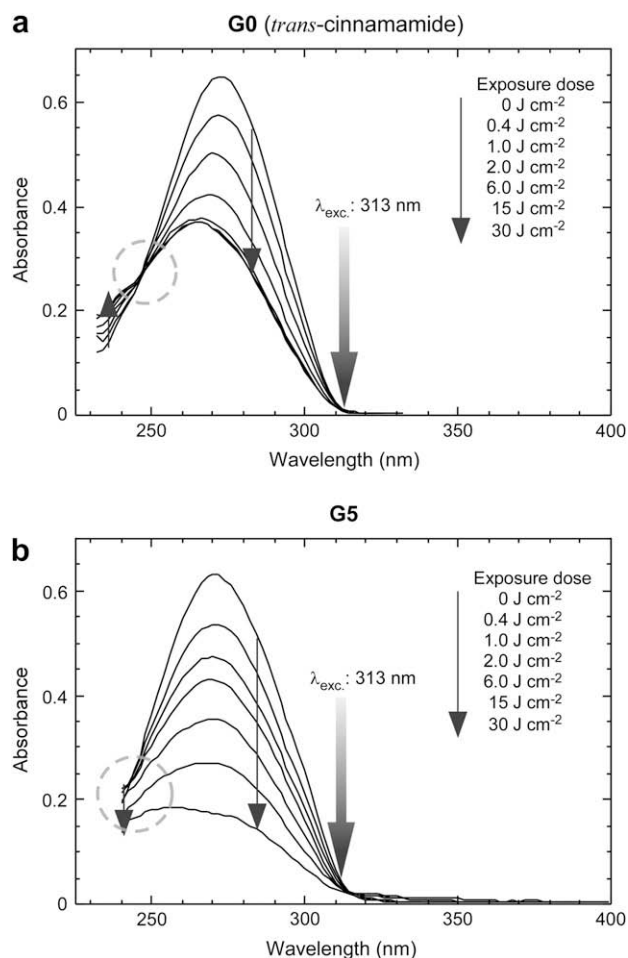 a
G0 (trans-cinnamamide)
Absorbance
0.6
0.4
0.2
0
Exposure dose
0 J cm-2
0.4 J cm-2
1.0 J cm-2
2.0 J cm-2
6.0 J cm-2
15 J cm-2
30 J cm-2
λexc.: 313 nm
250 300 350 400
Wavelength (nm)
G5
b
Absorbance
0.6
0.4
0.2
0
Exposure dose
0 J cm-2
0.4 J cm-2
1.0 J cm-2
2.0 J cm-2
6.0 J cm-2
15 J cm-2
30 J cm-2
λexc.: 313 nm
250 300 350 400
Wavelength (nm)